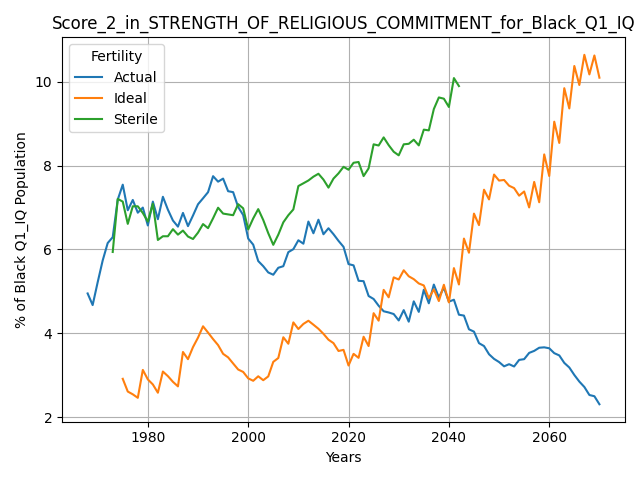 Score_2_in_STRENGTH_OF_RELIGIOUS_COMMITMENT_for_Black_Q1_IQ
Fertility
Actual
Ideal
Sterile
% of Black Q1_IQ Population
10
8
6
4
2
1980
2000
2020
2040
2060
Years